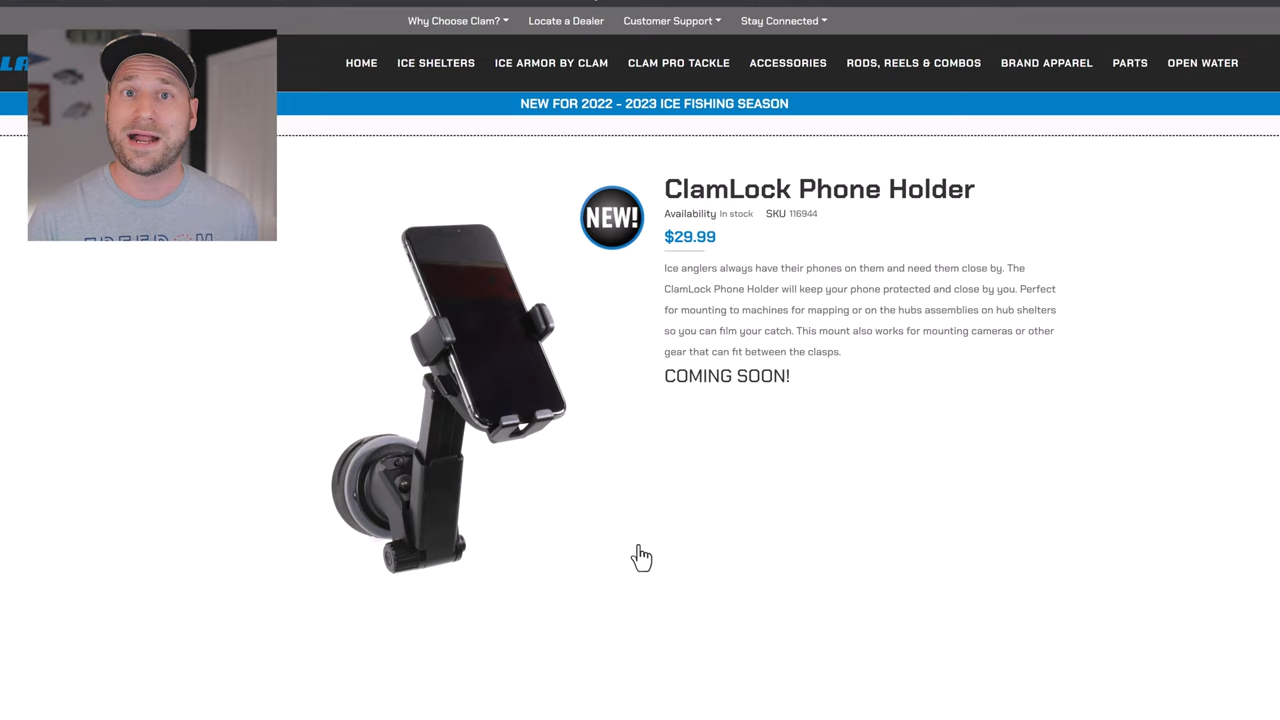 Why Choose Clam? Locate a Dealer Customer Support Stay Connected
HOME ICE SHELTERS ICE ARMOR BY CLAM CLAM PRO TACKLE ACCESSORIES RODS, REELS & COMBOS BRAND APPAREL PARTS OPEN WATER
NEW FOR 2022 - 2023 ICE FISHING SEASON
NEW!
ClamLock Phone Holder
Availability In stock SKU 116944
$29.99
Ice anglers always have their phones on them and need them close by. The
ClamLock Phone Holder will keep your phone protected and close by you. Perfect
for mounting to machines for mapping or on the hubs assemblies on hub shelters
so you can film your catch. This mount also works for mounting cameras or other
gear that can fit between the clasps.
COMING SOON!